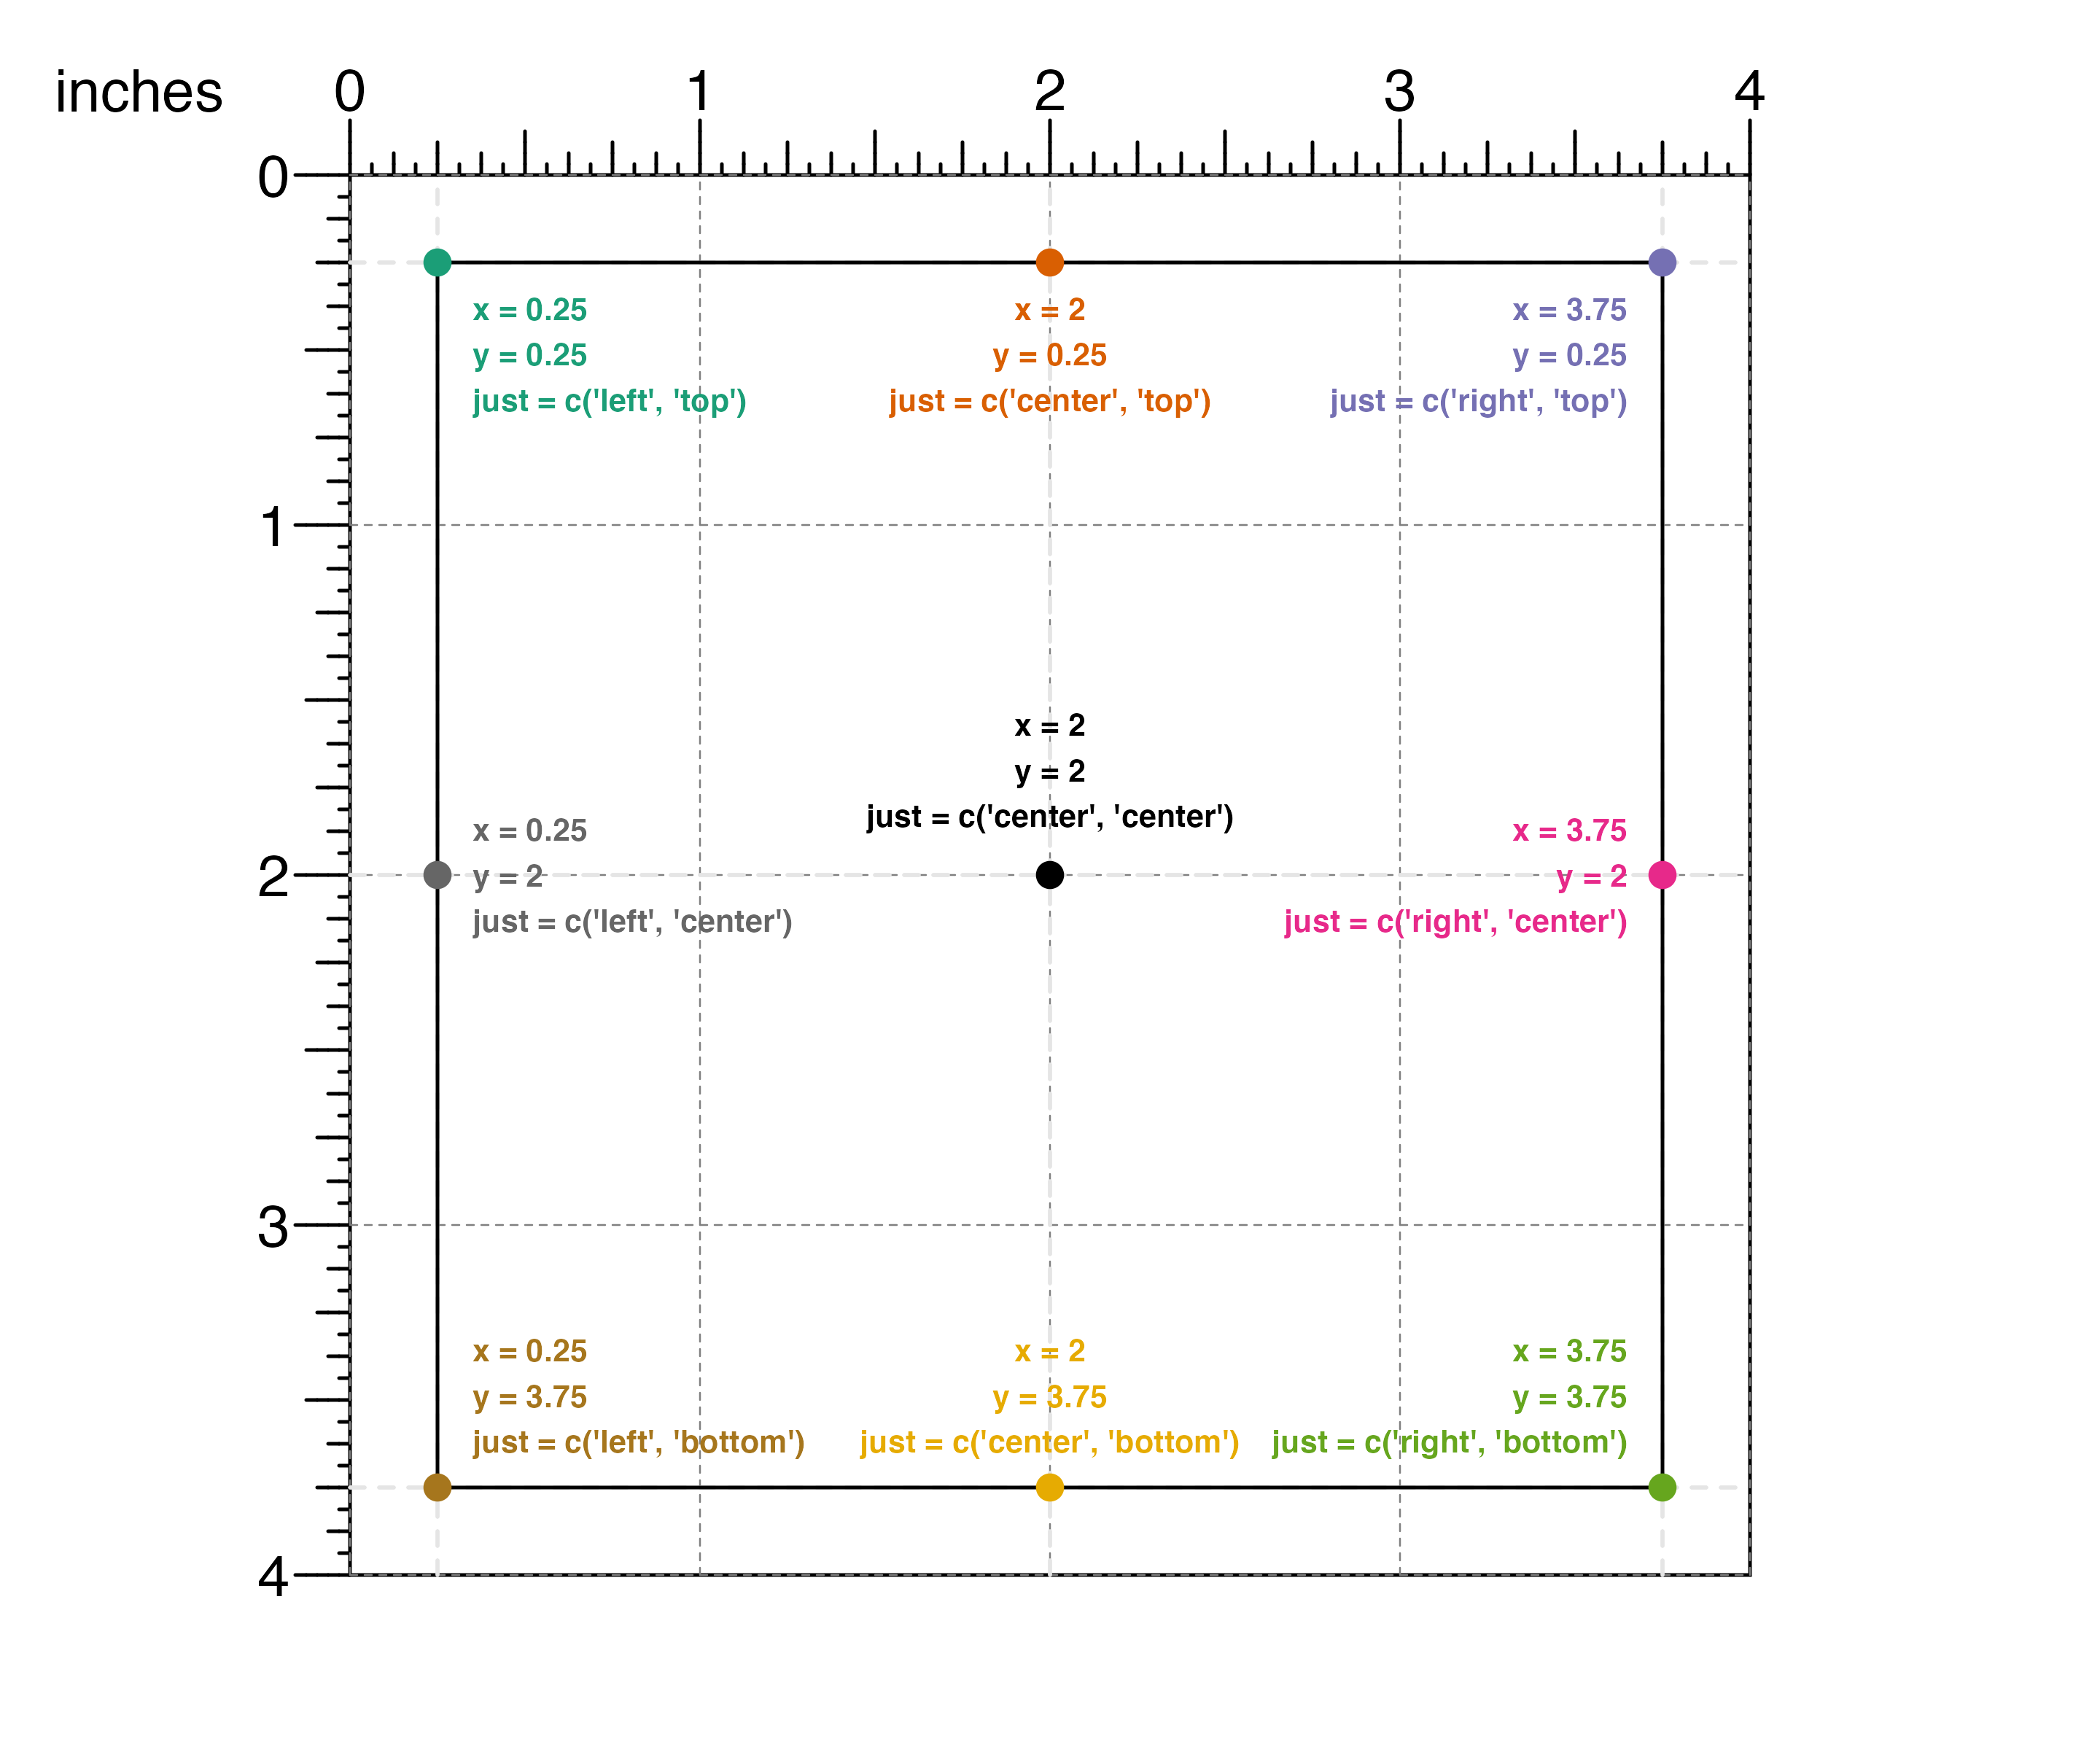 inches 0 1 2 3 4
0
x = 0.25
y = 0.25
just = c('left', 'top')
x = 2
y = 0.25
just = c('center', 'top')
x = 3.75
y = 0.25
just = c('right', 'top')
1
x = 2
y = 2
just = c('center', 'center')
2
x = 0.25
y = 2
just = c('left', 'center')
x = 3.75
y = 2
just = c('right', 'center')
3
x = 0.25
y = 3.75
just = c('left', 'bottom')
x = 2
y = 3.75
just = c('center', 'bottom')
x = 3.75
y = 3.75
just = c('right', 'bottom')
4